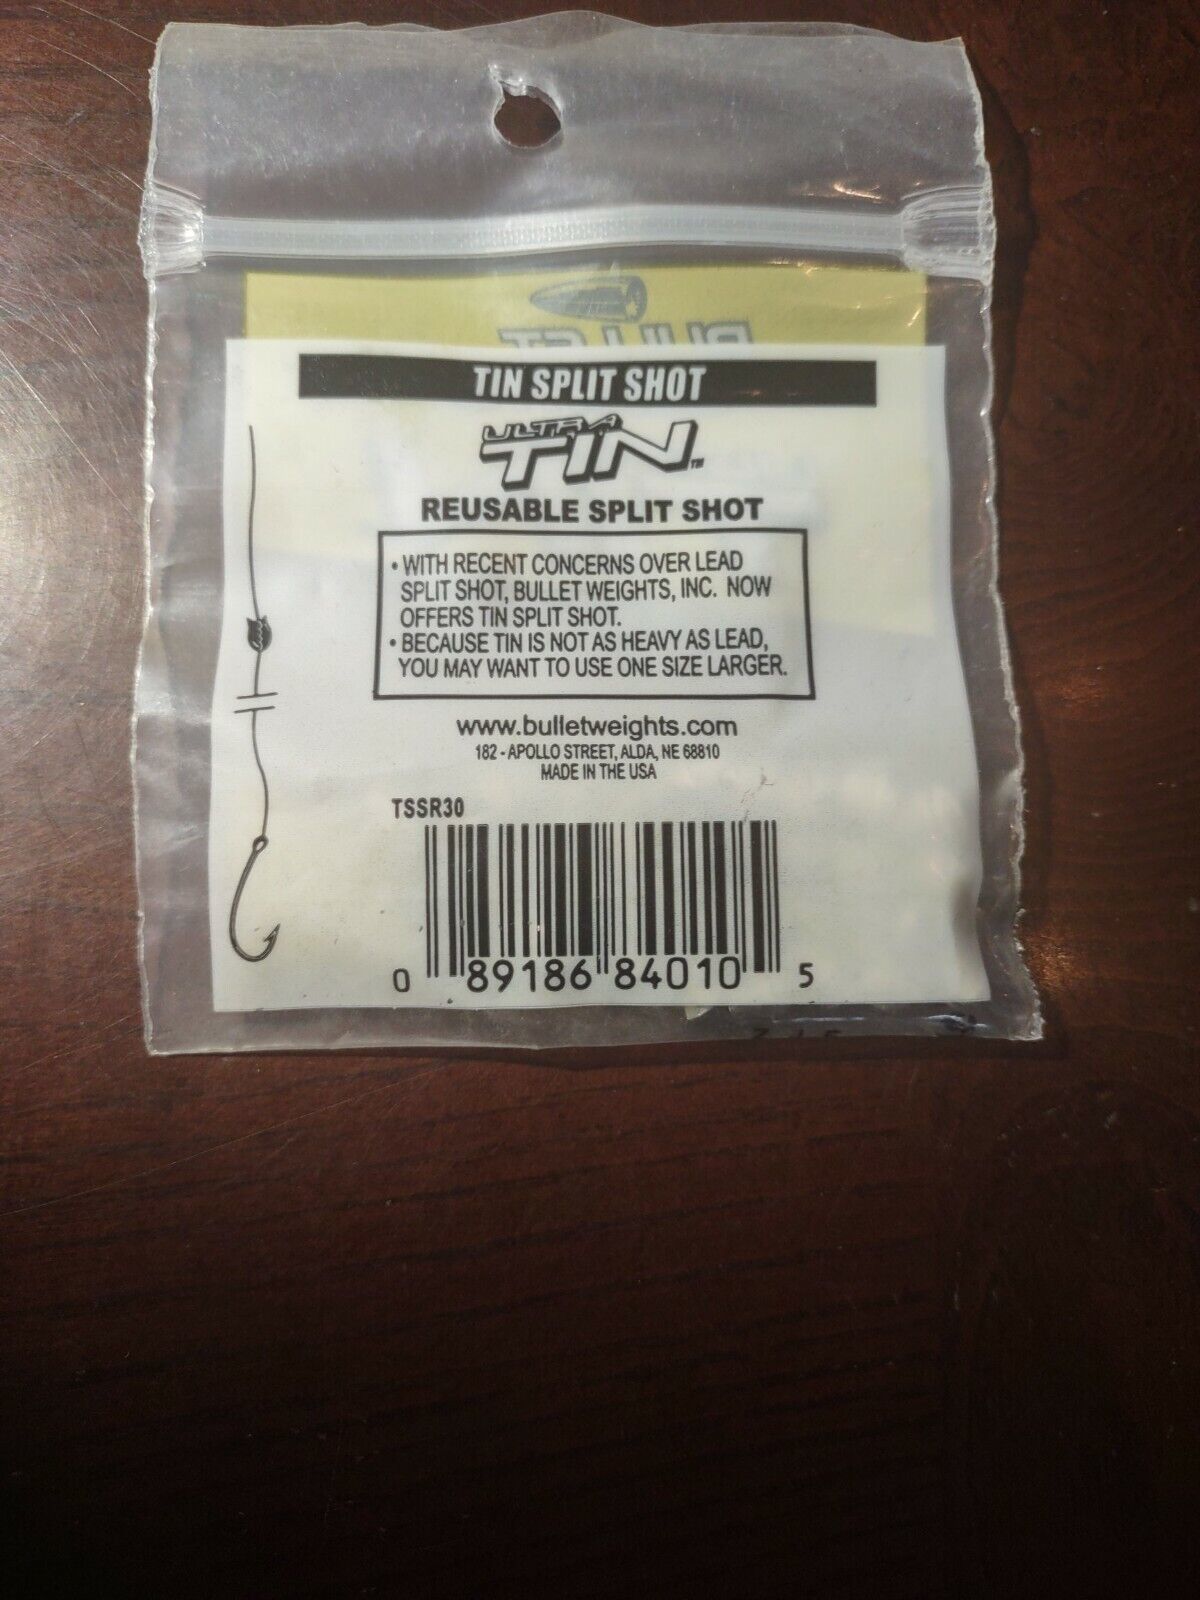 TIN SPLIT SHOT
ULTRA
TIN™
REUSABLE SPLIT SHOT
• WITH RECENT CONCERNS OVER LEAD
SPLIT SHOT, BULLET WEIGHTS, INC. NOW
OFFERS TIN SPLIT SHOT.
• BECAUSE TIN IS NOT AS HEAVY AS LEAD,
YOU MAY WANT TO USE ONE SIZE LARGER.
www.bulletweights.com
182 - APOLLO STREET, ALDA, NE 68810
MADE IN THE USA
TSSR30
0 89186 84010 5